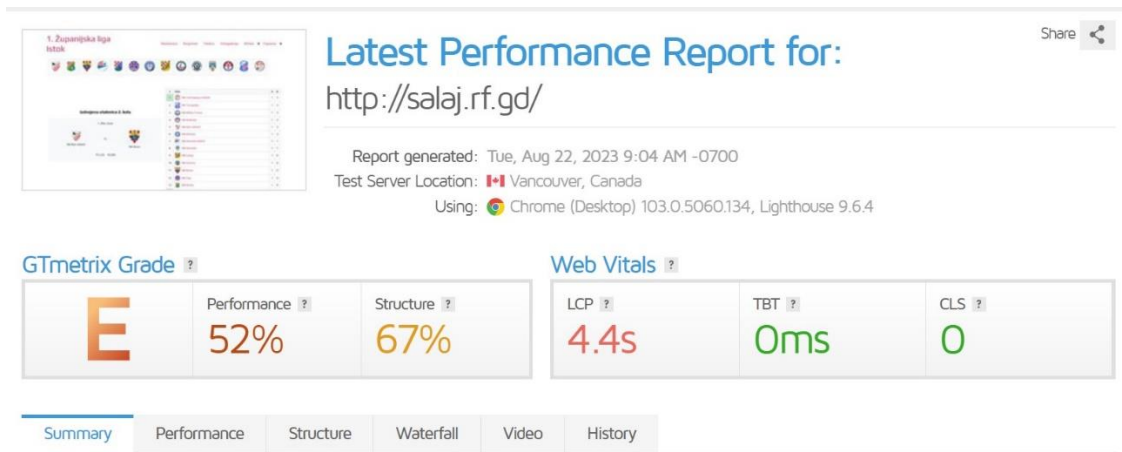 1. Županijska liga
Istok
Share
Latest Performance Report for:
http://salaj.rf.gd/
Report generated: Tue, Aug 22, 2023 9:04 AM -0700
Test Server Location: Vancouver, Canada
Using: Chrome (Desktop) 103.0.5060.134, Lighthouse 9.6.4
GTmetrix Grade ?
Web Vitals ?
E
Performance ?
52%
Structure ?
67%
LCP ?
4.4s
TBT ?
0ms
CLS ?
0
Summary Performance Structure Waterfall Video History